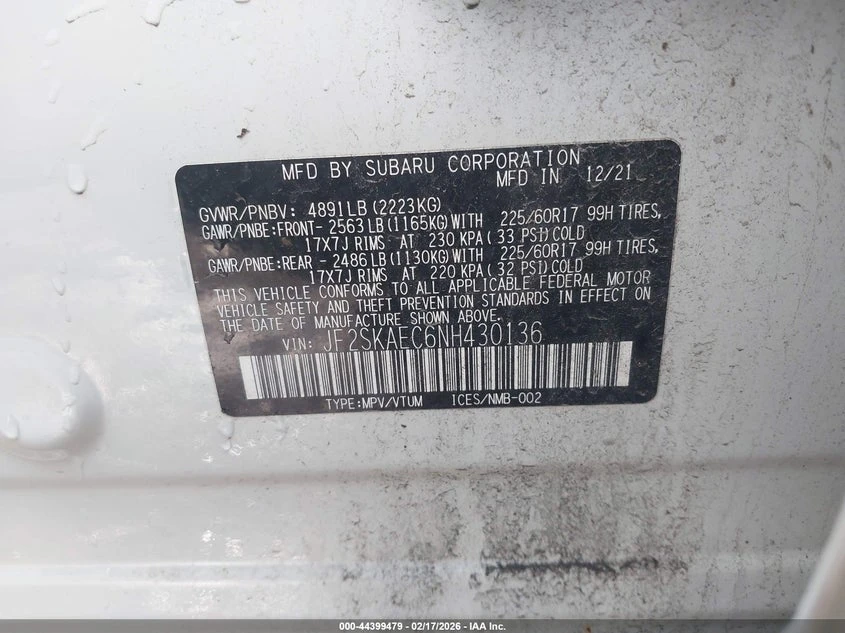 MFD BY SUBARU CORPORATION
MFD IN 12/21
GVWR/PNBV: 4891LB (2223KG)
GAWR/PNBE:FRONT- 2563LB (1165KG) WITH 225/60R17 99H TIRES,
17X7J RIMS AT 230 KPA( 33 PSI) COLD
GAWR/PNBE:REAR - 2486LB (1130KG) WITH 225/60R17 99H TIRES,
17X7J RIMS AT 220 KPA( 32 PSI) COLD
THIS VEHICLE CONFORMS TO ALL APPLICABLE FEDERAL MOTOR
VEHICLE SAFETY AND THEFT PREVENTION STANDARDS IN EFFECT ON
THE DATE OF MANUFACTURE SHOWN ABOVE.
VIN: JF2SKAEC6NH430136
TYPE:MPV/VTUM ICES/NMB-002
000-44399479 - 02/17/2026 - IAA Inc.